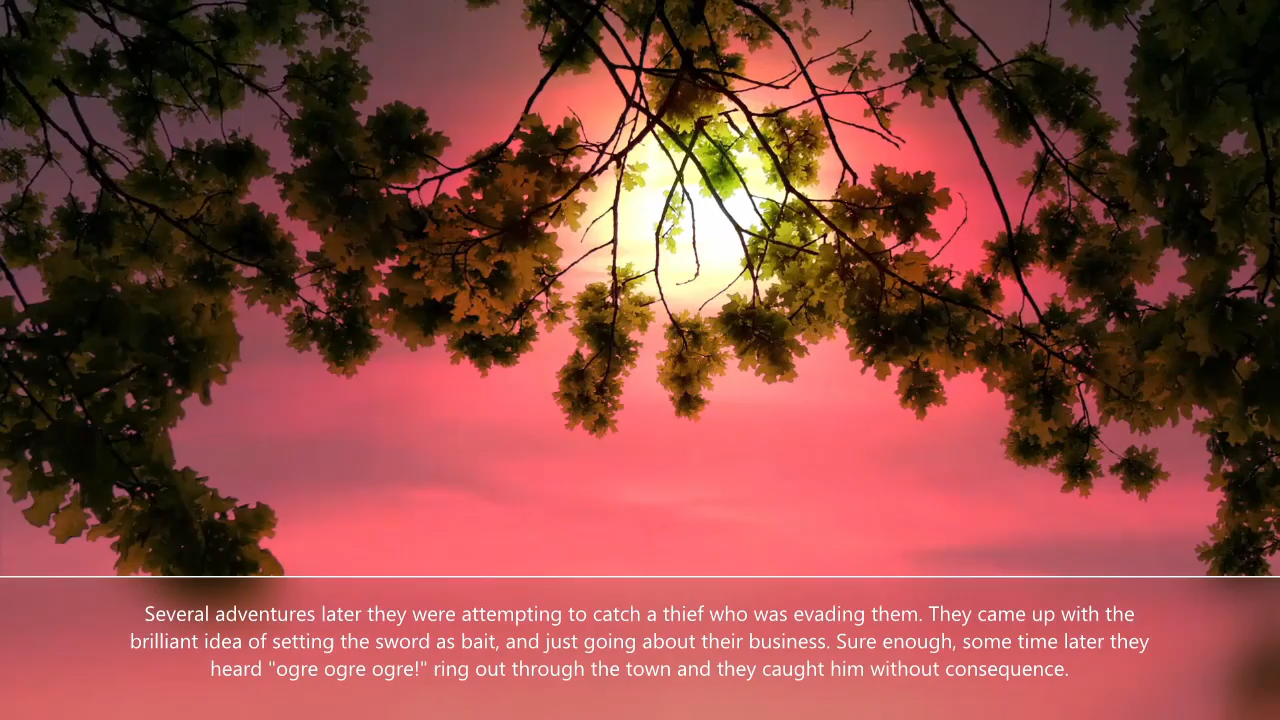 Several adventures later they were attempting to catch a thief who was evading them. They came up with the
brilliant idea of setting the sword as bait, and just going about their business. Sure enough, some time later they
heard "ogre ogre ogre!" ring out through the town and they caught him without consequence.